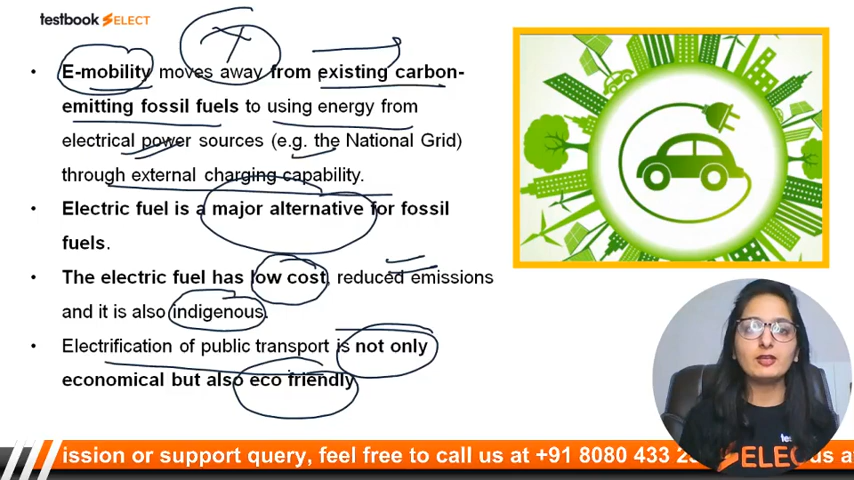 testbook SELECT
• E-mobility moves away from existing carbon-
emitting fossil fuels to using energy from
electrical power sources (e.g. the National Grid)
through external charging capability.
• Electric fuel is a major alternative for fossil
fuels.
• The electric fuel has low cost, reduced emissions
and it is also indigenous.
• Electrification of public transport is not only
economical but also eco friendly
SELEC
ission or support query, feel free to call us at +91 8080 433 2
us a